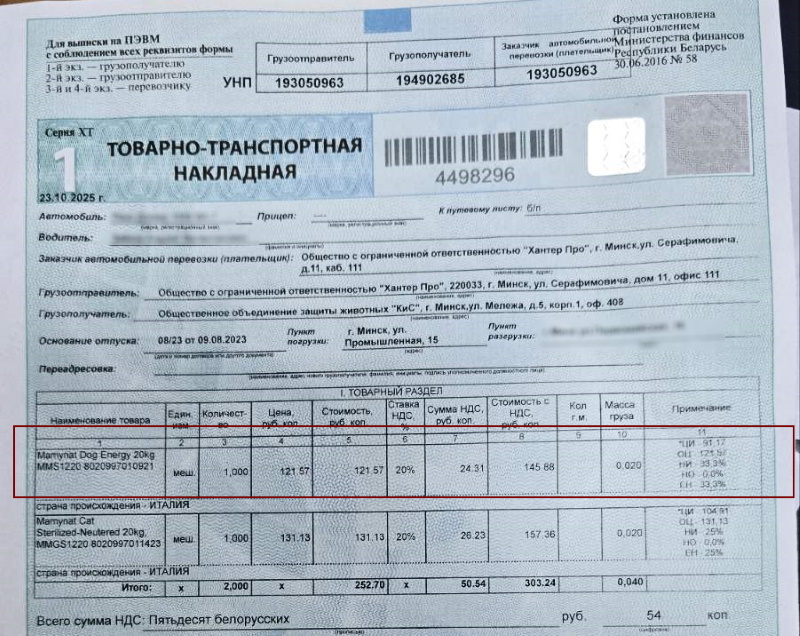 Для выписки на ПЭВМ
с соблюдением всех реквизитов формы
1-й экз. — грузополучателю
2-й экз. — грузоотправителю
3-й и 4-й экз. — перевозчику
УНП
Грузоотправитель
193050963
Грузополучатель
194902685
Заказчик автомобильной
перевозки (плательщик)
193050963
Форма установлена
постановлением
Министерства финансов
Республики Беларусь
30.06.2016 № 58
Серия ХТ
1
ТОВАРНО-ТРАНСПОРТНАЯ
НАКЛАДНАЯ
4498296
23.10.2025 г.
Автомобиль:
Прицеп:
К путевому листу: б/н
Водитель:
Заказчик автомобильной перевозки (плательщик): Общество с ограниченной ответственностью "Хантер Про", г. Минск,ул. Серафимовича,
д.11, каб. 111
Грузоотправитель: Общество с ограниченной ответственностью "Хантер Про", 220033, г. Минск, ул. Серафимовича, дом 11, офис 111
Грузополучатель: Общественное объединение защиты животных "КиС", г. Минск,ул. Мележа, д.5, корп.1, оф. 408
Основание отпуска: 08/23 от 09.08.2023
Пункт погрузки: г. Минск, ул. Промышленная, 15
Пункт разгрузки:
Переадресовка:
I. ТОВАРНЫЙ РАЗДЕЛ
Наименование товара
Един. изм
Количест-во
Цена, руб. коп.
Стоимость, руб. коп.
Ставка НДС, %
Сумма НДС, руб. коп.
Стоимость с НДС, руб. коп.
Кол г.м.
Масса груза
Примечание
1 2 3 4 5 6 7 8 9 10 11
Mamynat Dog Energy 20kg
MMS1220 8020997010921
меш. 1,000 121.57 121.57 20% 24.31 145.88 0,020
*ЦИ - 91.17
ОЦ - 121.57
НИ - 33.3%
НО - 0.0%
ЕН - 33.3%
страна происхождения - ИТАЛИЯ
Mamynat Cat
Sterilized-Neutered 20kg,
MMGS1220 8020997011423
меш. 1,000 131.13 131.13 20% 26.23 157.36 0,020
*ЦИ - 104.91
ОЦ - 131.13
НИ - 25%
НО - 0.0%
ЕН - 25%
страна происхождения - ИТАЛИЯ
Итого: х 2,000 х 252.70 х 50.54 303.24 0,040
Всего сумма НДС: Пятьдесят белорусских руб. 54 коп